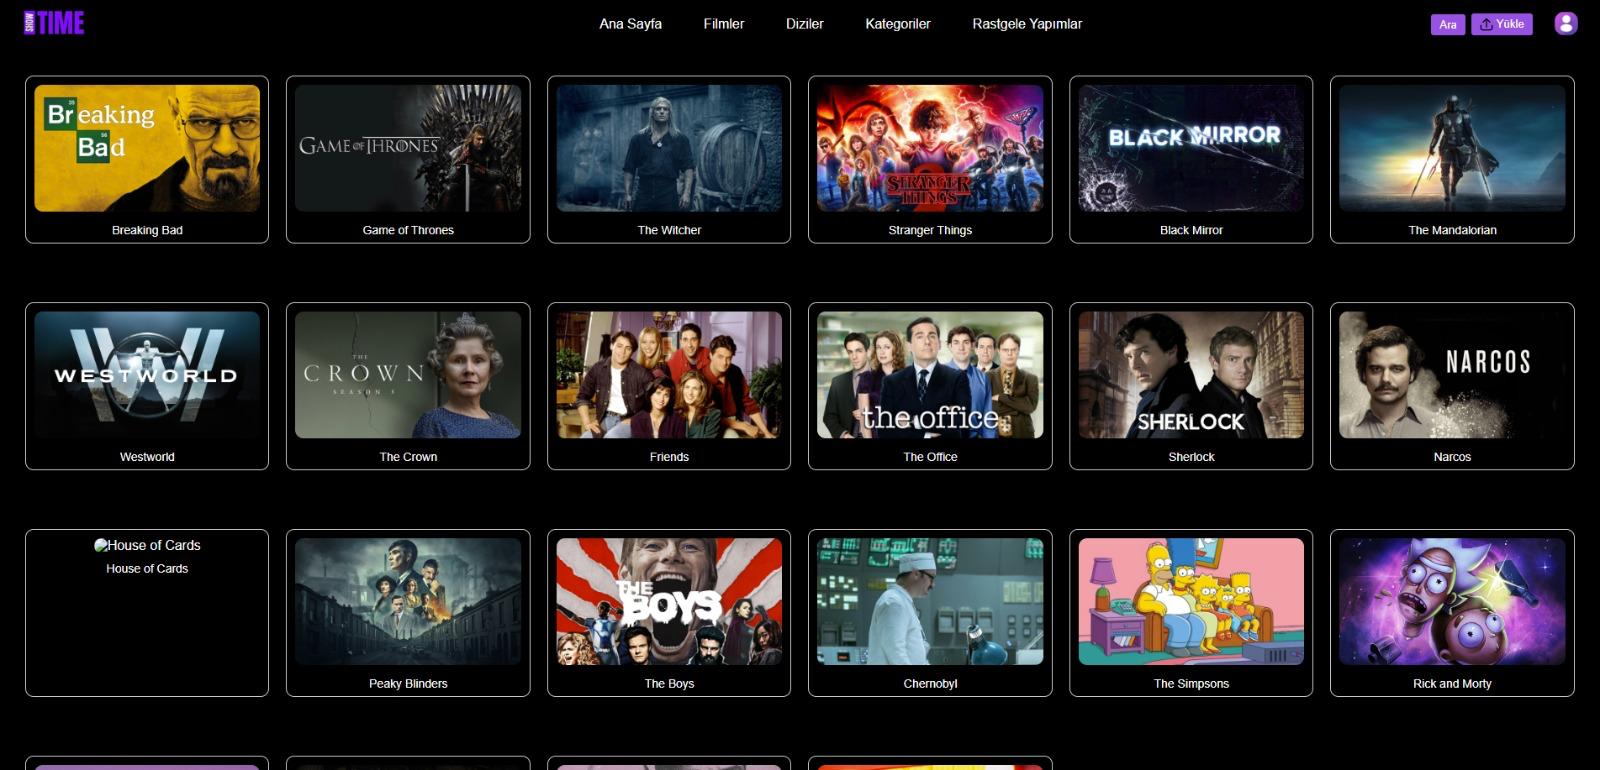 SHOW TIME
Ana Sayfa Filmler Diziler Kategoriler Rastgele Yapımlar
Ara Yükle
Breaking
Bad
GAME OF THRONES
STRANGER
THINGS
2
BLACK MIRROR
Breaking Bad Game of Thrones The Witcher Stranger Things Black Mirror The Mandalorian
WESTWORLD
THE
CROWN
SEASON 5
the office
SHERLOCK
NARCOS
Westworld The Crown Friends The Office Sherlock Narcos
House of Cards
House of Cards
THE
BOYS
Peaky Blinders The Boys Chernobyl The Simpsons Rick and Morty